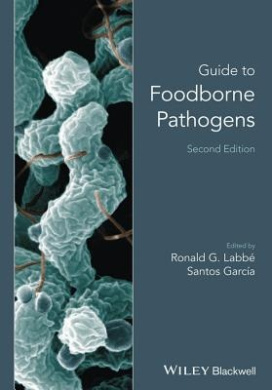 Guide to
Foodborne
Pathogens
Second Edition
Edited by
Ronald G. Labbé
Santos García
WILEY Blackwell